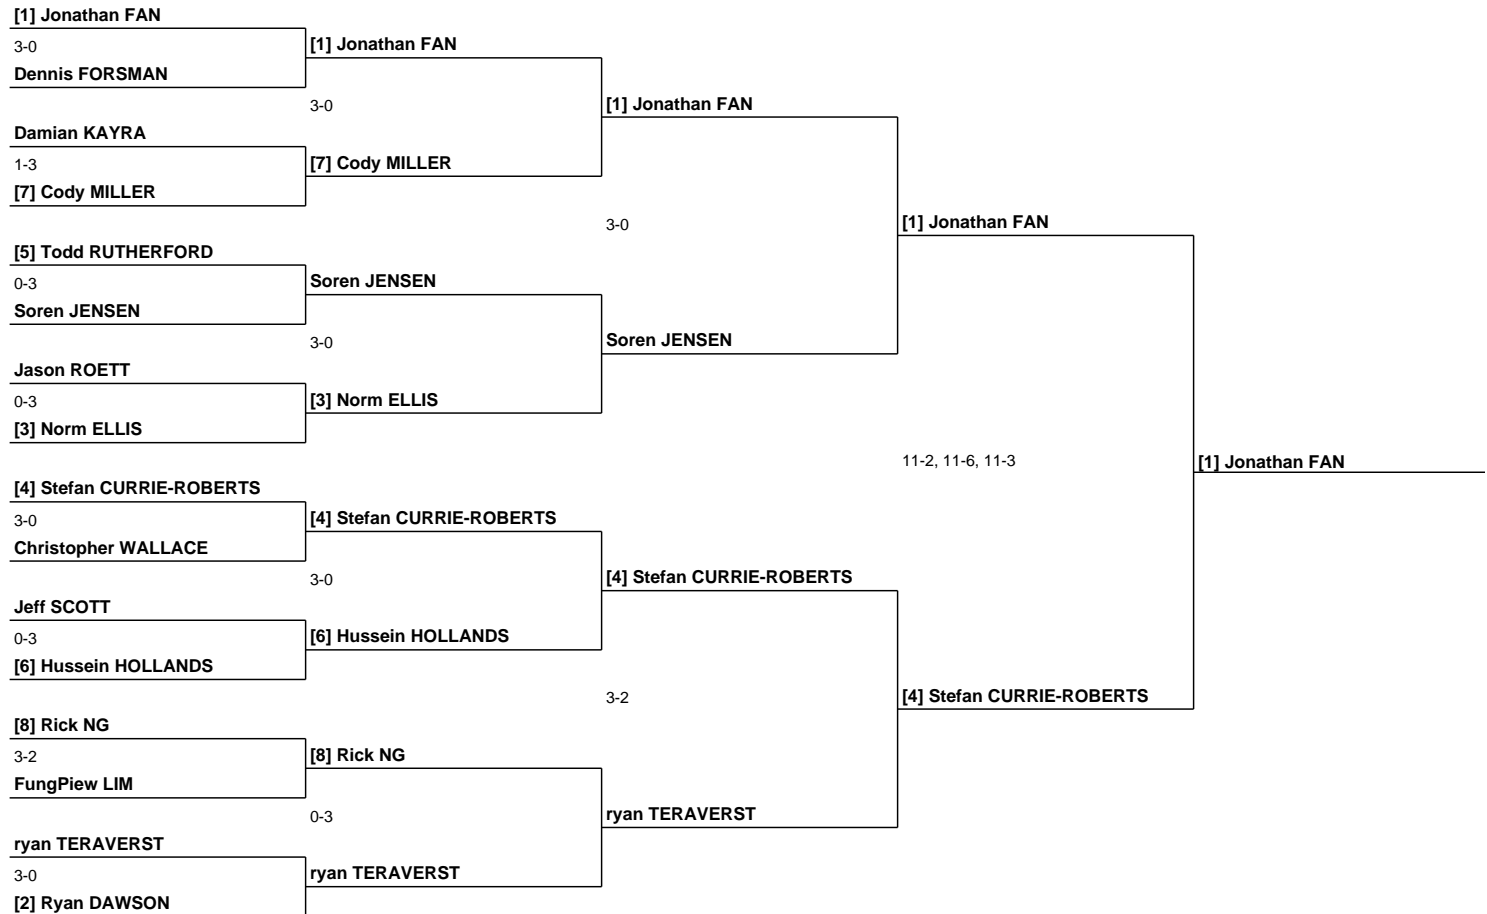 [1] Jonathan FAN
3-0
Dennis FORSMAN
Damian KAYRA
1-3
[7] Cody MILLER
[5] Todd RUTHERFORD
0-3
Soren JENSEN
Jason ROETT
0-3
[3] Norm ELLIS
[4] Stefan CURRIE-ROBERTS
3-0
Christopher WALLACE
Jeff SCOTT
0-3
[6] Hussein HOLLANDS
[8] Rick NG
3-2
FungPiew LIM
ryan TERAVERST
3-0
[2] Ryan DAWSON
[1] Jonathan FAN
3-0
[7] Cody MILLER
Soren JENSEN
3-0
[3] Norm ELLIS
[4] Stefan CURRIE-ROBERTS
3-0
[6] Hussein HOLLANDS
[8] Rick NG
0-3
ryan TERAVERST
[1] Jonathan FAN
3-0
Soren JENSEN
[4] Stefan CURRIE-ROBERTS
3-2
ryan TERAVERST
[1] Jonathan FAN
11-2, 11-6, 11-3
[4] Stefan CURRIE-ROBERTS
[1] Jonathan FAN